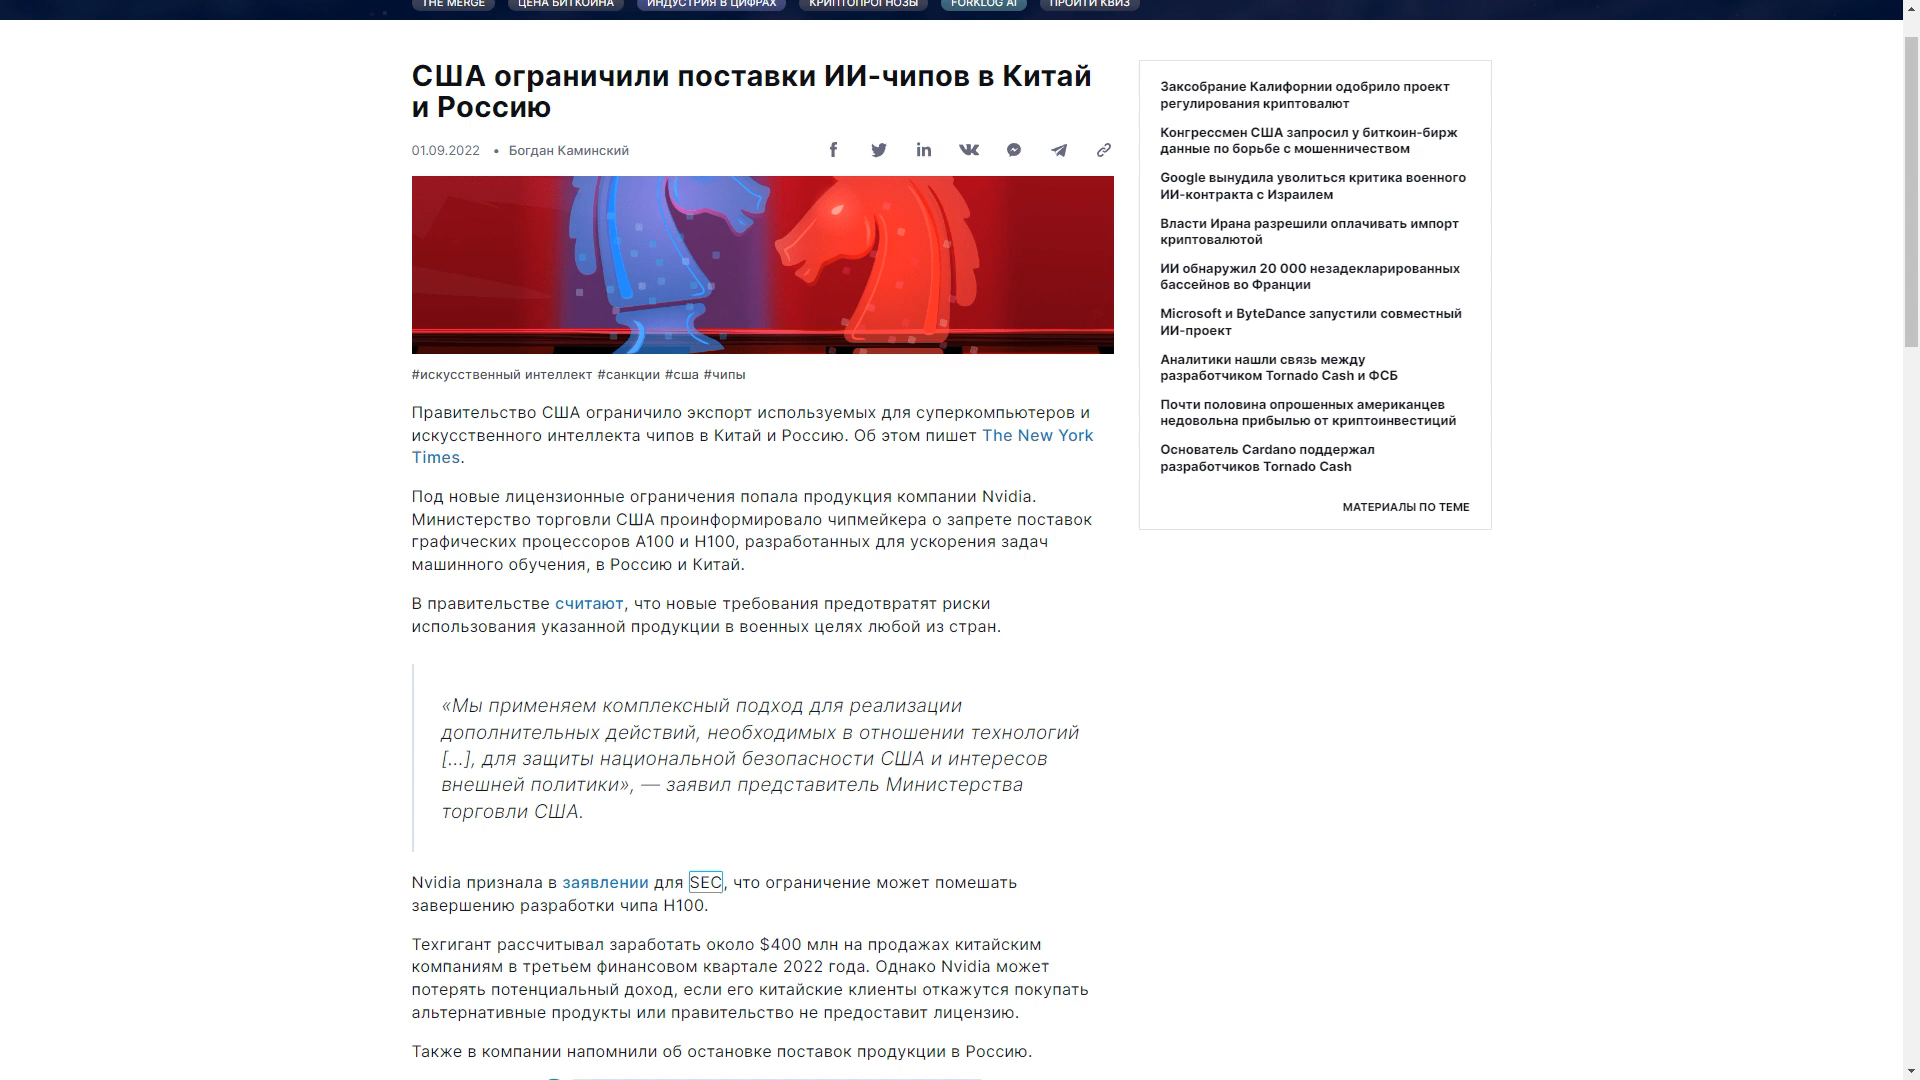 THE MERGE
ЦЕНА БИТКОИНА
ИНДУСТРИЯ В ЦИФРАХ
КРИПТОПРОГНОЗЫ
FORKLOG AI
ПРОЙТИ КВИЗ
США ограничили поставки ИИ-чипов в Китай
и Россию
01.09.2022 • Богдан Каминский
#искусственный интеллект #санкции #сша #чипы
Правительство США ограничило экспорт используемых для суперкомпьютеров и
искусственного интеллекта чипов в Китай и Россию. Об этом пишет The New York
Times.
Под новые лицензионные ограничения попала продукция компании Nvidia.
Министерство торговли США проинформировало чипмейкера о запрете поставок
графических процессоров A100 и H100, разработанных для ускорения задач
машинного обучения, в Россию и Китай.
В правительстве считают, что новые требования предотвратят риски
использования указанной продукции в военных целях любой из стран.
«Мы применяем комплексный подход для реализации
дополнительных действий, необходимых в отношении технологий
[…], для защиты национальной безопасности США и интересов
внешней политики», — заявил представитель Министерства
торговли США.
Nvidia признала в заявлении для SEC, что ограничение может помешать
завершению разработки чипа H100.
Техгигант рассчитывал заработать около $400 млн на продажах китайским
компаниям в третьем финансовом квартале 2022 года. Однако Nvidia может
потерять потенциальный доход, если его китайские клиенты откажутся покупать
альтернативные продукты или правительство не предоставит лицензию.
Также в компании напомнили об остановке поставок продукции в Россию.
Заксобрание Калифорнии одобрило проект
регулирования криптовалют
Конгрессмен США запросил у биткоин-бирж
данные по борьбе с мошенничеством
Google вынудила уволиться критика военного
ИИ-контракта с Израилем
Власти Ирана разрешили оплачивать импорт
криптовалютой
ИИ обнаружил 20 000 незадекларированных
бассейнов во Франции
Microsoft и ByteDance запустили совместный
ИИ-проект
Аналитики нашли связь между
разработчиком Tornado Cash и ФСБ
Почти половина опрошенных американцев
недовольна прибылью от криптоинвестиций
Основатель Cardano поддержал
разработчиков Tornado Cash
МАТЕРИАЛЫ ПО ТЕМЕ